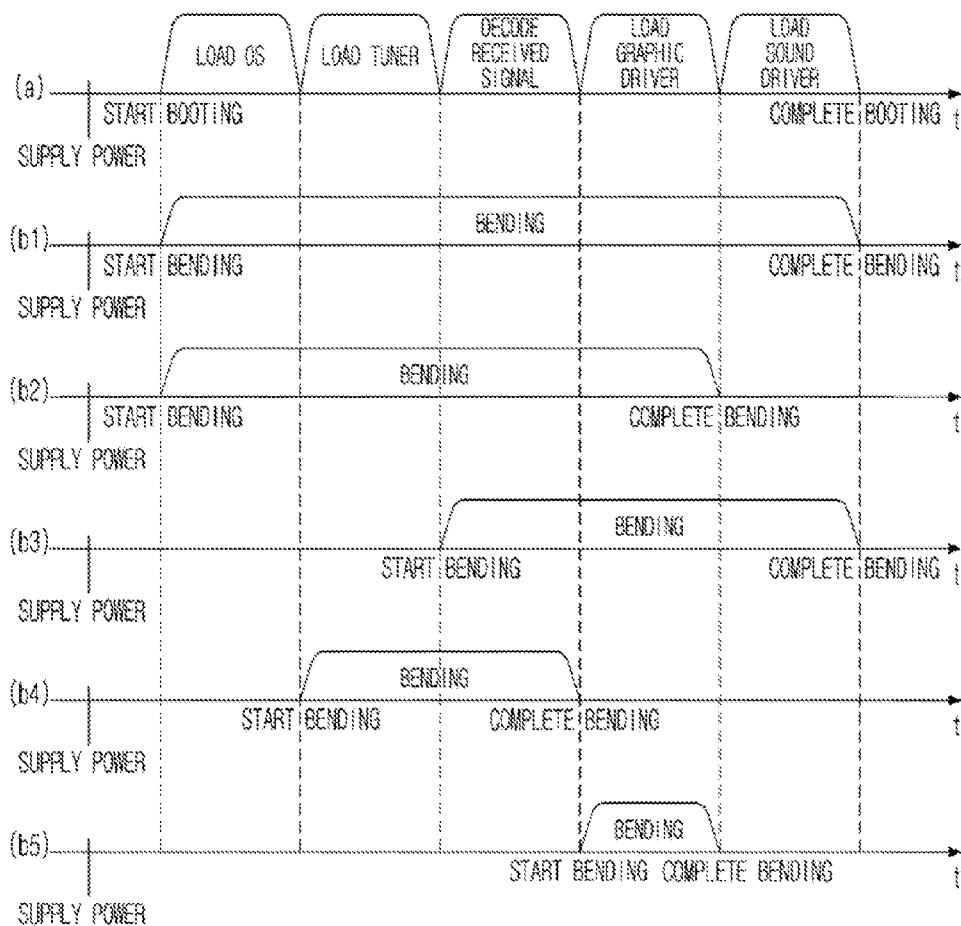 LOAD OS
LOAD TUNER
DECODE
RECEIVED
SIGNAL
LOAD
GRAPHIC
DRIVER
LOAD
SOUND
DRIVER
(a)
START BOOTING
COMPLETE BOOTING
t
SUPPLY POWER
BENDING
(b1)
START BENDING
COMPLETE BENDING
t
SUPPLY POWER
BENDING
(b2)
START BENDING
COMPLETE BENDING
t
SUPPLY POWER
BENDING
(b3)
START BENDING
COMPLETE BENDING
t
SUPPLY POWER
BENDING
(b4)
START BENDING
COMPLETE BENDING
t
SUPPLY POWER
BENDING
(b5)
START BENDING
COMPLETE BENDING
t
SUPPLY POWER